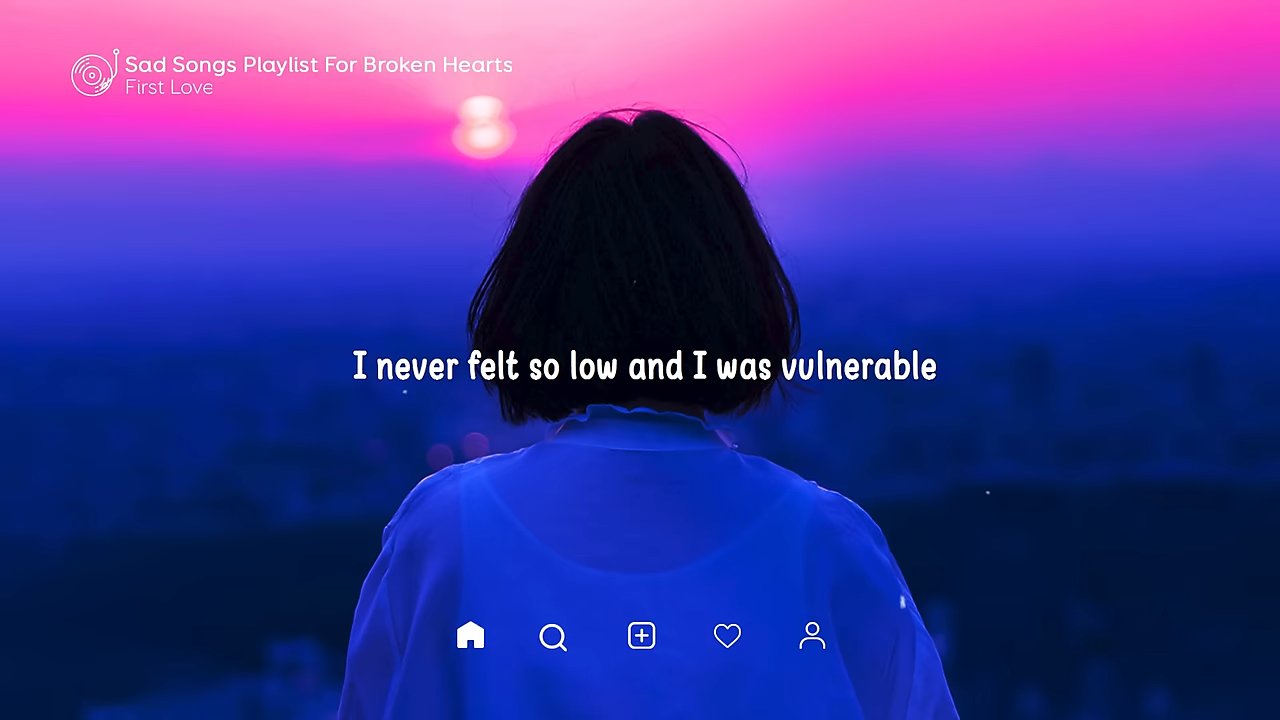 Sad Songs Playlist For Broken Hearts
First Love
I never felt so low and I was vulnerable